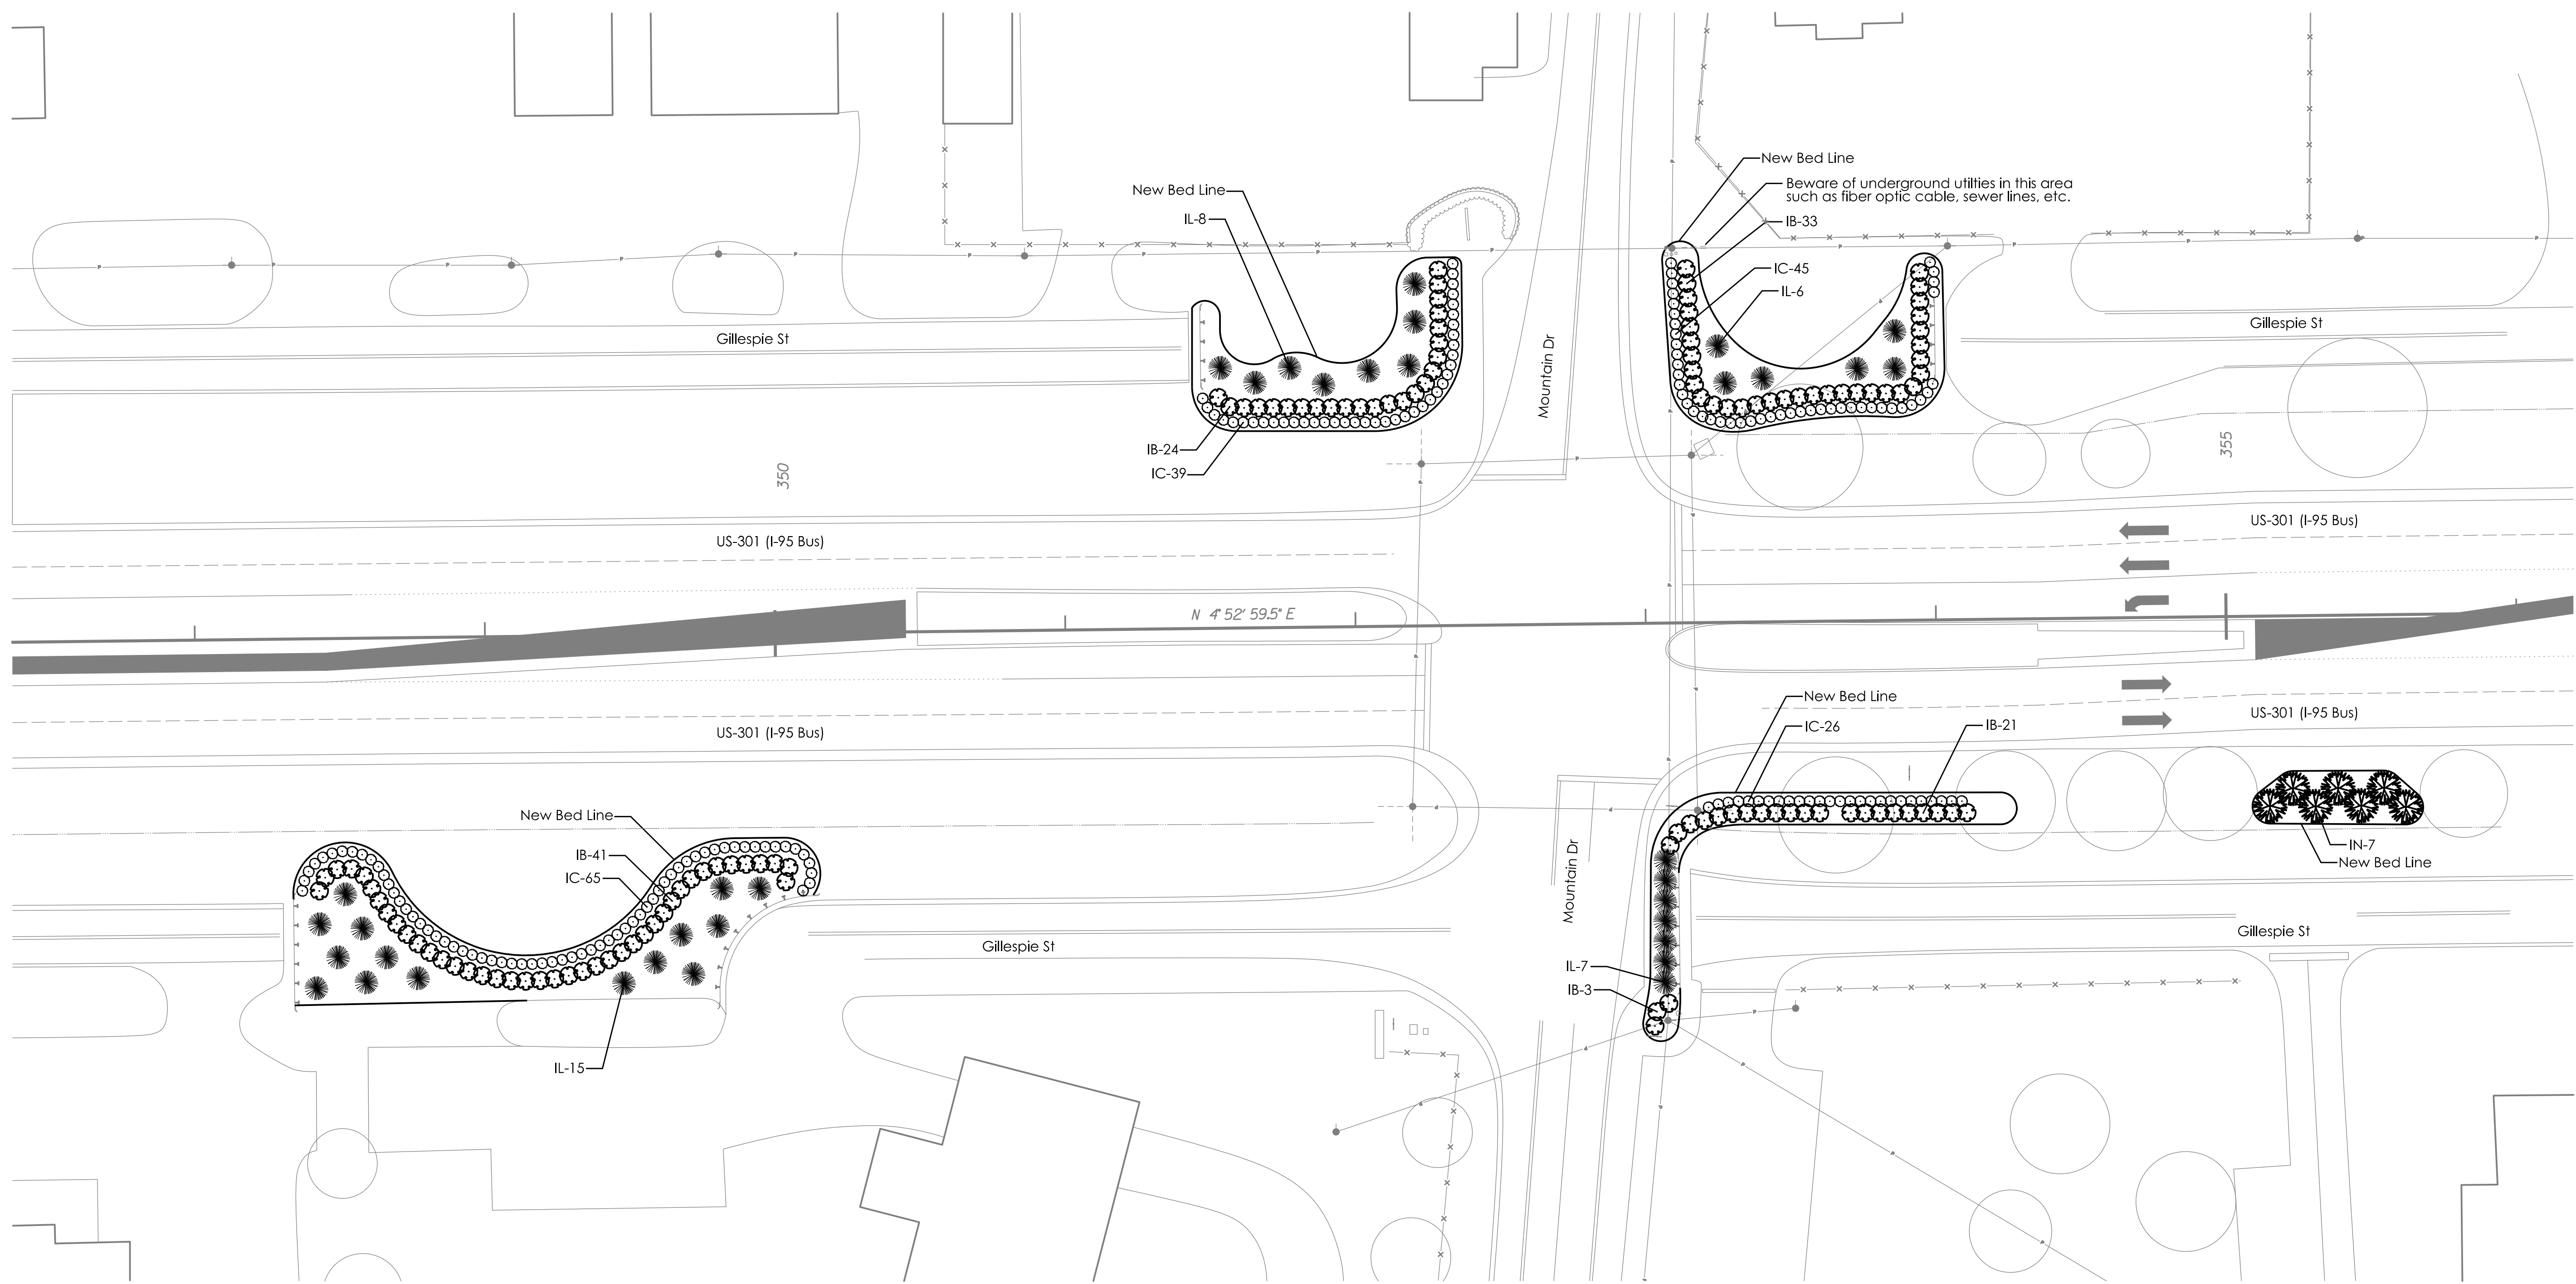 New Bed Line
Beware of underground utilties in this area
such as fiber optic cable, sewer lines, etc.
New Bed Line
IL-8
IB-33
IC-45
IL-6
Gillespie St
Gillespie St
Mountain Dr
IB-24
IC-39
350
355
US-301 (I-95 Bus)
US-301 (I-95 Bus)
N 4° 52' 59.5" E
New Bed Line
IC-26
IB-21
US-301 (I-95 Bus)
US-301 (I-95 Bus)
New Bed Line
IB-41
IC-65
IN-7
New Bed Line
Mountain Dr
Gillespie St
Gillespie St
IL-7
IB-3
IL-15